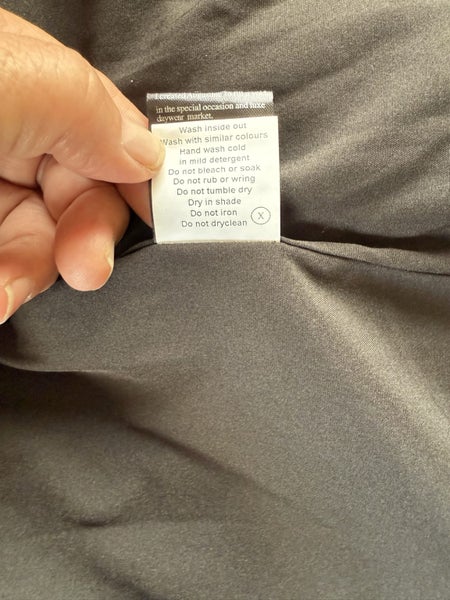 in the special occasion and luxe
daywear market.
Wash inside out
Wash with similar colours
Hand wash cold
in mild detergent
Do not bleach or soak
Do not rub or wring
Do not tumble dry
Dry in shade
Do not iron
X
Do not dryclean